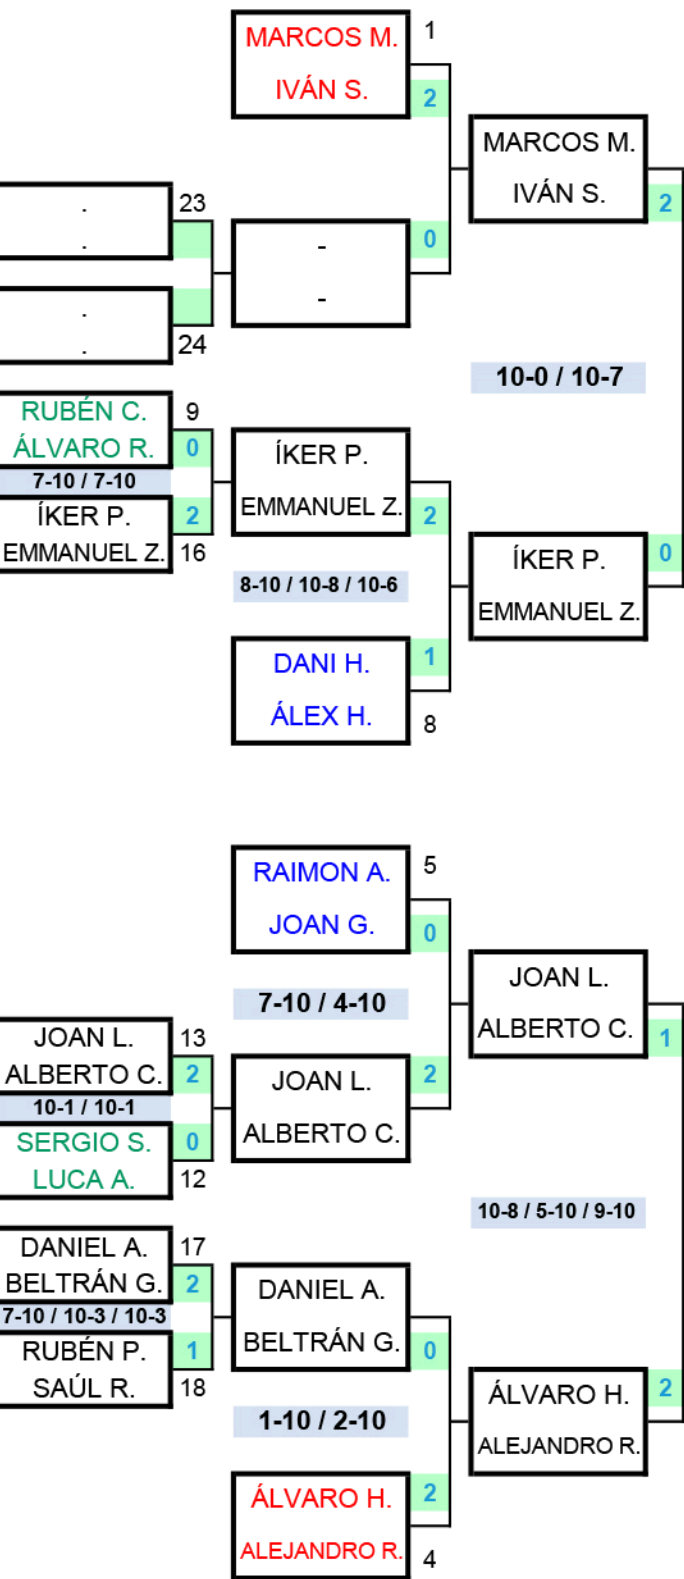 MARCOS M.
IVÁN S.
1
2
MARCOS M.
IVÁN S.
2
.
.
23
-
-
0
.
.
24
10-0 / 10-7
RUBÉN C.
ÁLVARO R.
9
0
7-10 / 7-10
ÍKER P.
EMMANUEL Z.
2
16
ÍKER P.
EMMANUEL Z.
2
8-10 / 10-8 / 10-6
ÍKER P.
EMMANUEL Z.
0
DANI H.
ÁLEX H.
1
8
RAIMON A.
JOAN G.
5
0
7-10 / 4-10
JOAN L.
ALBERTO C.
1
JOAN L.
ALBERTO C.
13
2
10-1 / 10-1
SERGIO S.
LUCA A.
0
12
JOAN L.
ALBERTO C.
2
10-8 / 5-10 / 9-10
DANIEL A.
BELTRÁN G.
17
2
7-10 / 10-3 / 10-3
RUBÉN P.
SAÚL R.
1
18
DANIEL A.
BELTRÁN G.
0
1-10 / 2-10
ÁLVARO H.
ALEJANDRO R.
2
ÁLVARO H.
ALEJANDRO R.
2
4